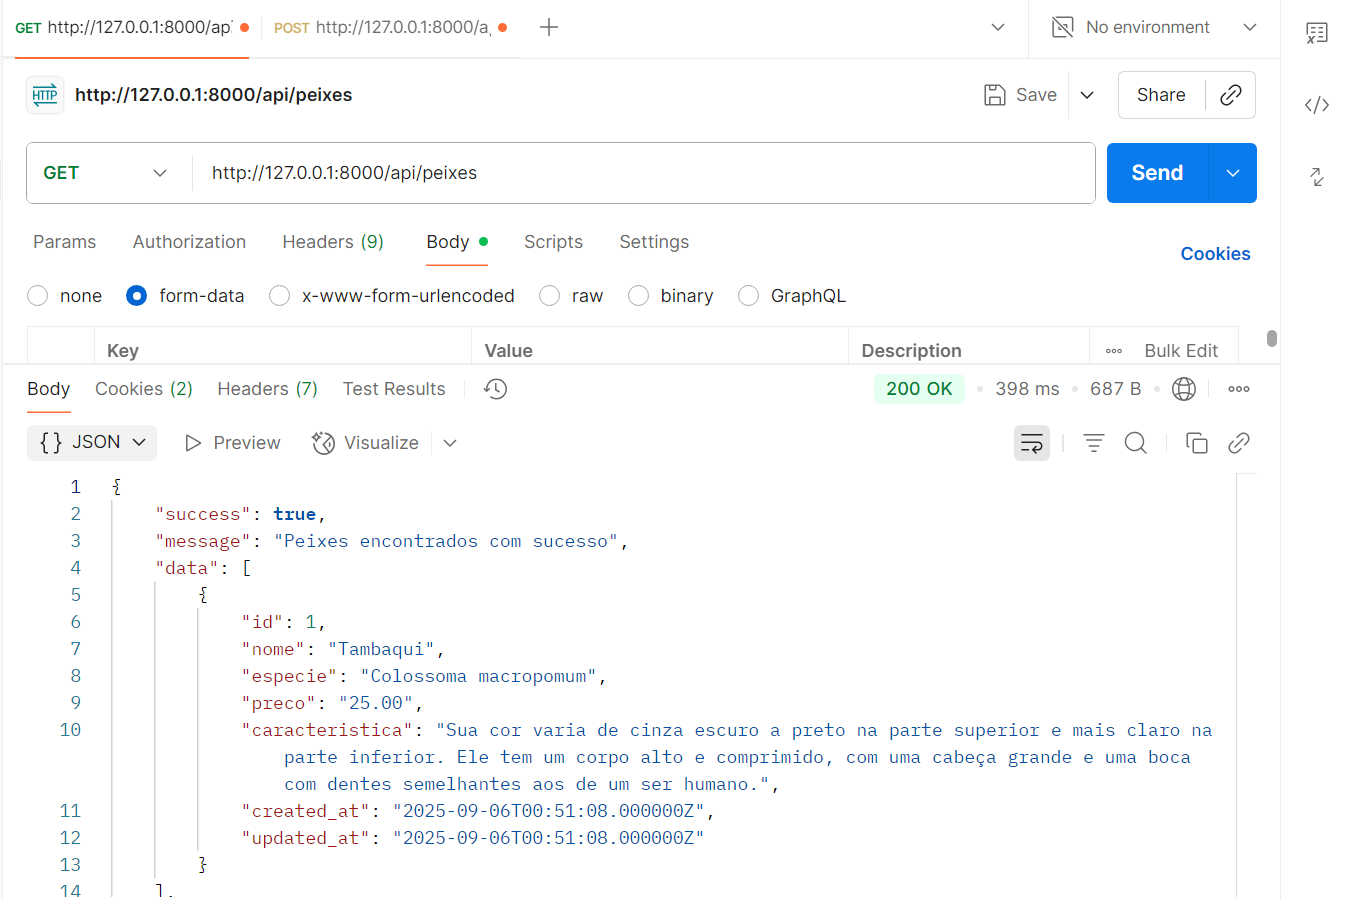 GET http://127.0.0.1:8000/ap POST http://127.0.0.1:8000/a No environment
HTTP http://127.0.0.1:8000/api/peixes Save Share
GET http://127.0.0.1:8000/api/peixes Send
Params Authorization Headers (9) Body Scripts Settings Cookies
none form-data x-www-form-urlencoded raw binary GraphQL
Key Value Description Bulk Edit
Body Cookies (2) Headers (7) Test Results 200 OK 398 ms 687 B
{} JSON Preview Visualize
1 {
2 "success": true,
3 "message": "Peixes encontrados com sucesso",
4 "data": [
5 {
6 "id": 1,
7 "nome": "Tambaqui",
8 "especie": "Colossoma macropomum",
9 "preco": "25.00",
10 "caracteristica": "Sua cor varia de cinza escuro a preto na parte superior e mais claro na
parte inferior. Ele tem um corpo alto e comprimido, com uma cabeça grande e uma boca
com dentes semelhantes aos de um ser humano.",
11 "created_at": "2025-09-06T00:51:08.000000Z",
12 "updated_at": "2025-09-06T00:51:08.000000Z"
13 }
14 ],